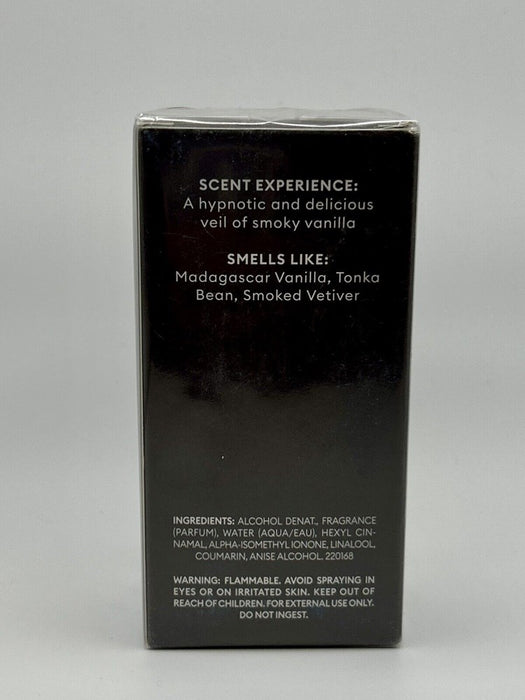 SCENT EXPERIENCE:
A hypnotic and delicious
veil of smoky vanilla
SMELLS LIKE:
Madagascar Vanilla, Tonka
Bean, Smoked Vetiver
INGREDIENTS: ALCOHOL DENAT., FRAGRANCE
(PARFUM), WATER (AQUA/EAU), HEXYL CIN-
NAMAL, ALPHA-ISOMETHYL IONONE, LINALOOL,
COUMARIN, ANISE ALCOHOL. 220168
WARNING: FLAMMABLE. AVOID SPRAYING IN
EYES OR ON IRRITATED SKIN. KEEP OUT OF
REACH OF CHILDREN. FOR EXTERNAL USE ONLY.
DO NOT INGEST.